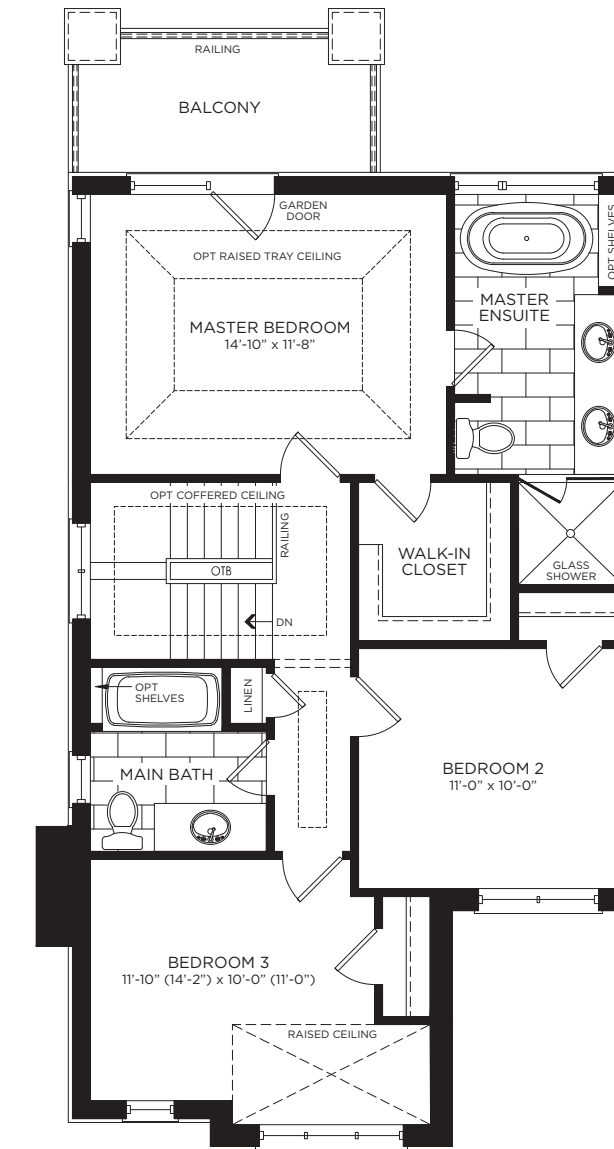 RAILING
BALCONY
GARDEN
DOOR
OPT SHELVES
OPT RAISED TRAY CEILING
MASTER BEDROOM
14'-10" x 11'-8"
MASTER
ENSUITE
OPT COFFERED CEILING
RAILING
OTB
DN
WALK-IN
CLOSET
GLASS
SHOWER
OPT
SHELVES
LINEN
MAIN BATH
BEDROOM 2
11'-0" x 10'-0"
BEDROOM 3
11'-10" (14'-2") x 10'-0" (11'-0")
RAISED CEILING